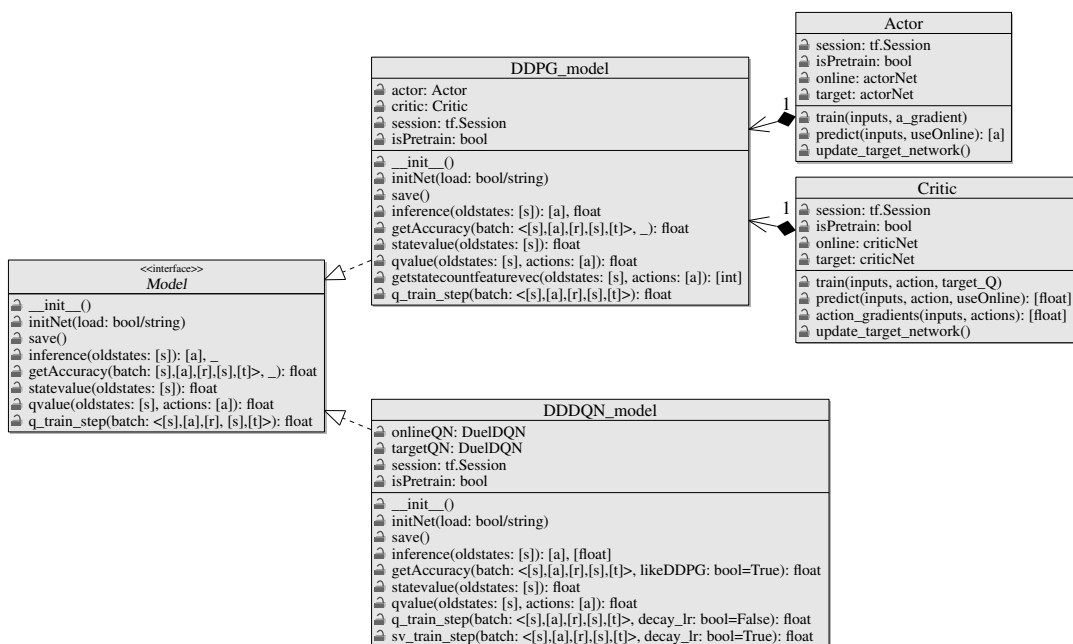 Actor
session: tf.Session
isPretrain: bool
online: actorNet
target: actorNet
train(inputs, a_gradient)
predict(inputs, useOnline): [a]
update_target_network()
1
DDPG_model
actor: Actor
critic: Critic
session: tf.Session
isPretrain: bool
__init__()
initNet(load: bool/string)
save()
inference(oldstates: [s]): [a], float
getAccuracy(batch: <[s],[a],[r],[s],[t]>, _): float
statevalue(oldstates: [s]): float
qvalue(oldstates: [s], actions: [a]): float
getstatecountfeaturevec(oldstates: [s], actions: [a]): [int]
q_train_step(batch: <[s],[a],[r],[s],[t]>): float
Critic
session: tf.Session
isPretrain: bool
online: criticNet
target: criticNet
train(inputs, action, target_Q)
predict(inputs, action, useOnline): [float]
action_gradients(inputs, actions): [float]
update_target_network()
1
<<interface>>
Model
__init__()
initNet(load: bool/string)
save()
inference(oldstates: [s]): [a], _
getAccuracy(batch: [s],[a],[r],[s],[t]>, _): float
statevalue(oldstates: [s]): float
qvalue(oldstates: [s], actions: [a]): float
q_train_step(batch: <[s],[a],[r], [s],[t]>): float
DDDQN_model
onlineQN: DuelDQN
targetQN: DuelDQN
session: tf.Session
isPretrain: bool
__init__()
initNet(load: bool/string)
save()
inference(oldstates: [s]): [a], [float]
getAccuracy(batch: <[s],[a],[r],[s],[t]>, likeDDPG: bool=True): float
statevalue(oldstates: [s]): float
qvalue(oldstates: [s], actions: [a]): float
q_train_step(batch: <[s],[a],[r],[s],[t]>, decay_lr: bool=False): float
sv_train_step(batch: <[s],[a],[r],[s],[t]>, decay_lr: bool=True): float